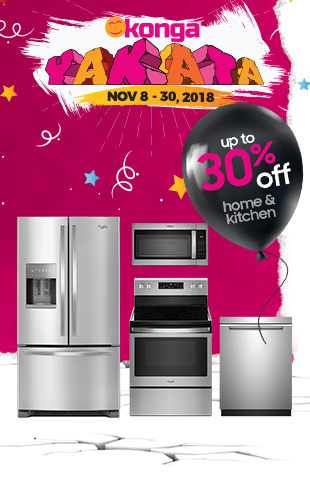 konga
YAKATA
NOV 8 - 30, 2018
up to
30%
off
home &
kitchen